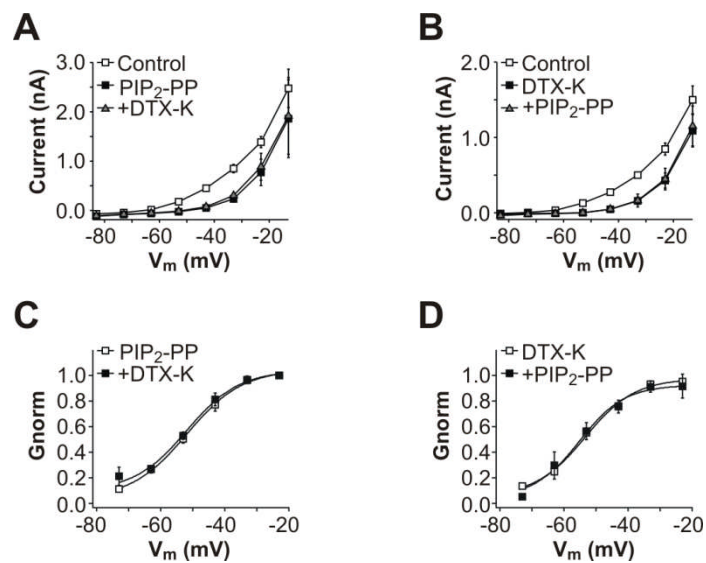 A
Control
PIP₂-PP
+DTX-K
3.0
2.0
1.0
0.0
Current (nA)
-80 -60 -40 -20
Vm (mV)
B
Control
DTX-K
+PIP₂-PP
2.0
1.0
0.0
Current (nA)
-80 -60 -40 -20
Vm (mV)
C
PIP₂-PP
+DTX-K
1.0
0.8
0.6
0.4
0.2
0.0
Gnorm
-80 -60 -40 -20
Vm (mV)
D
DTX-K
+PIP₂-PP
1.0
0.8
0.6
0.4
0.2
0.0
Gnorm
-80 -60 -40 -20
Vm (mV)